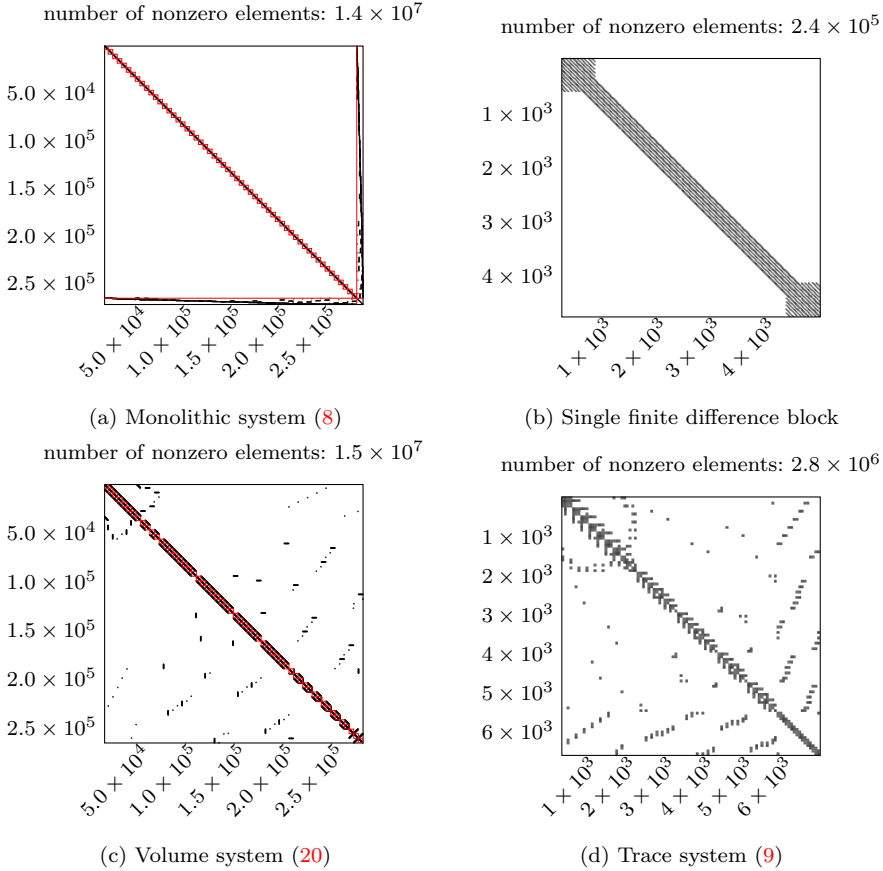 number of nonzero elements: 1.4 × 10^7
5.0 × 10^4
1.0 × 10^5
1.5 × 10^5
2.0 × 10^5
2.5 × 10^5
5.0 × 10^4
1.0 × 10^5
1.5 × 10^5
2.0 × 10^5
2.5 × 10^5
(a) Monolithic system (8)
number of nonzero elements: 2.4 × 10^5
1 × 10^3
2 × 10^3
3 × 10^3
4 × 10^3
1 × 10^3
2 × 10^3
3 × 10^3
4 × 10^3
(b) Single finite difference block
number of nonzero elements: 1.5 × 10^7
5.0 × 10^4
1.0 × 10^5
1.5 × 10^5
2.0 × 10^5
2.5 × 10^5
5.0 × 10^4
1.0 × 10^5
1.5 × 10^5
2.0 × 10^5
2.5 × 10^5
(c) Volume system (20)
number of nonzero elements: 2.8 × 10^6
1 × 10^3
2 × 10^3
3 × 10^3
4 × 10^3
5 × 10^3
6 × 10^3
1 × 10^3
2 × 10^3
3 × 10^3
4 × 10^3
5 × 10^3
6 × 10^3
(d) Trace system (9)